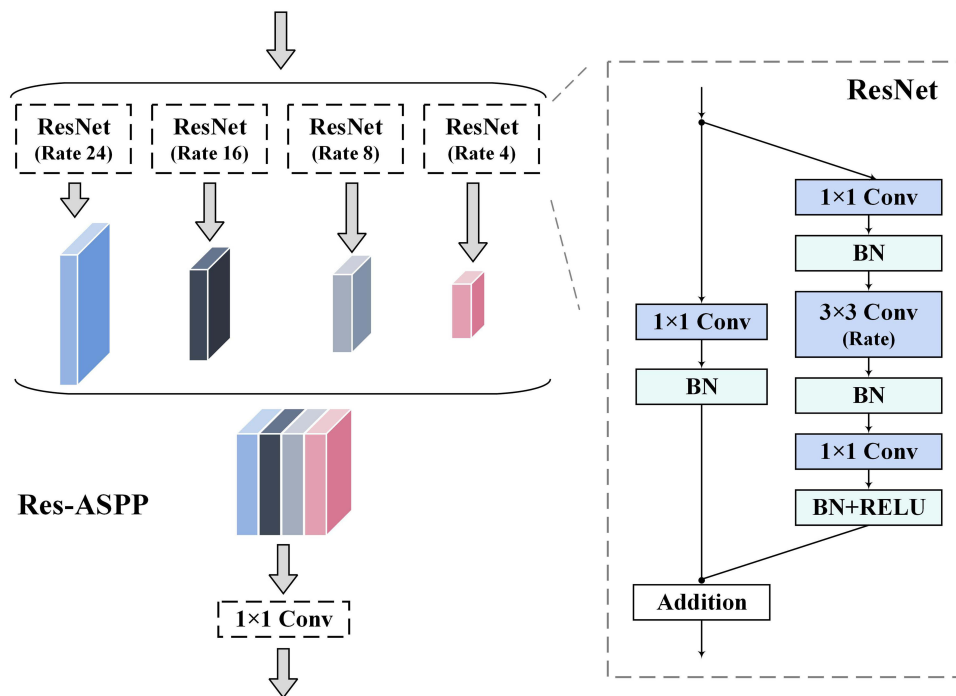 ResNet
(Rate 24)
ResNet
(Rate 16)
ResNet
(Rate 8)
ResNet
(Rate 4)
Res-ASPP
1×1 Conv
ResNet
1×1 Conv
BN
1×1 Conv
BN
3×3 Conv
(Rate)
BN
1×1 Conv
BN+RELU
Addition